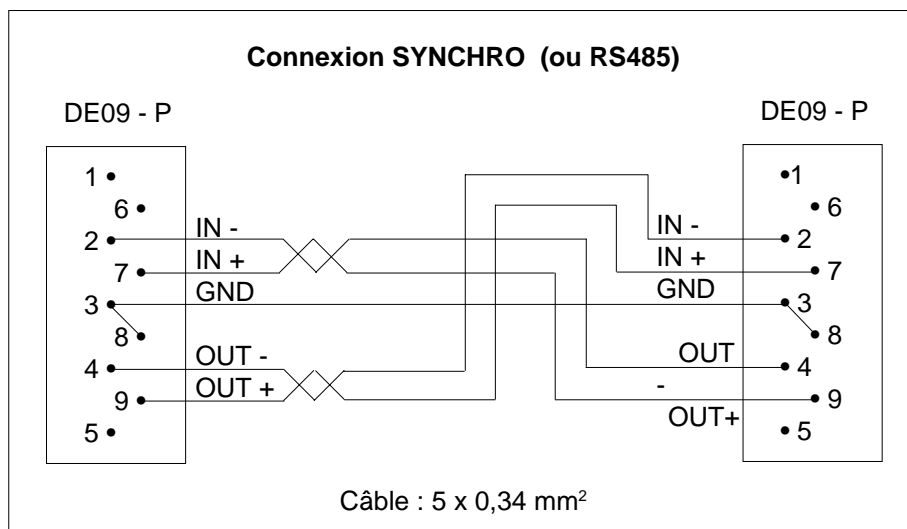 Connexion SYNCHRO (ou RS485)
DE09 - P
DE09 - P
1
6
2
7
3
8
4
9
5
IN -
IN +
GND
OUT -
OUT +
IN -
IN +
GND
OUT
-
OUT+
1
6
2
7
3
8
4
9
5
Câble : 5 x 0,34 mm²